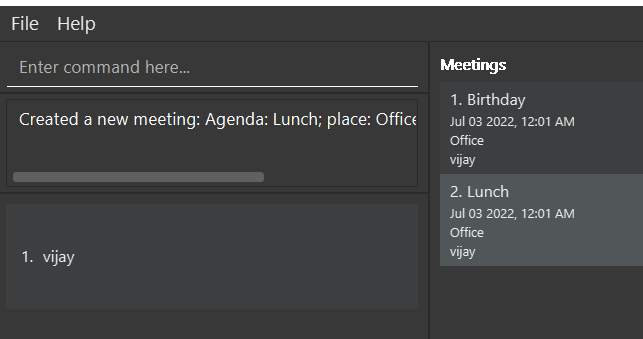 File Help
Enter command here...
Created a new meeting: Agenda: Lunch; place: Office
1. vijay
Meetings
1. Birthday
Jul 03 2022, 12:01 AM
Office
vijay
2. Lunch
Jul 03 2022, 12:01 AM
Office
vijay